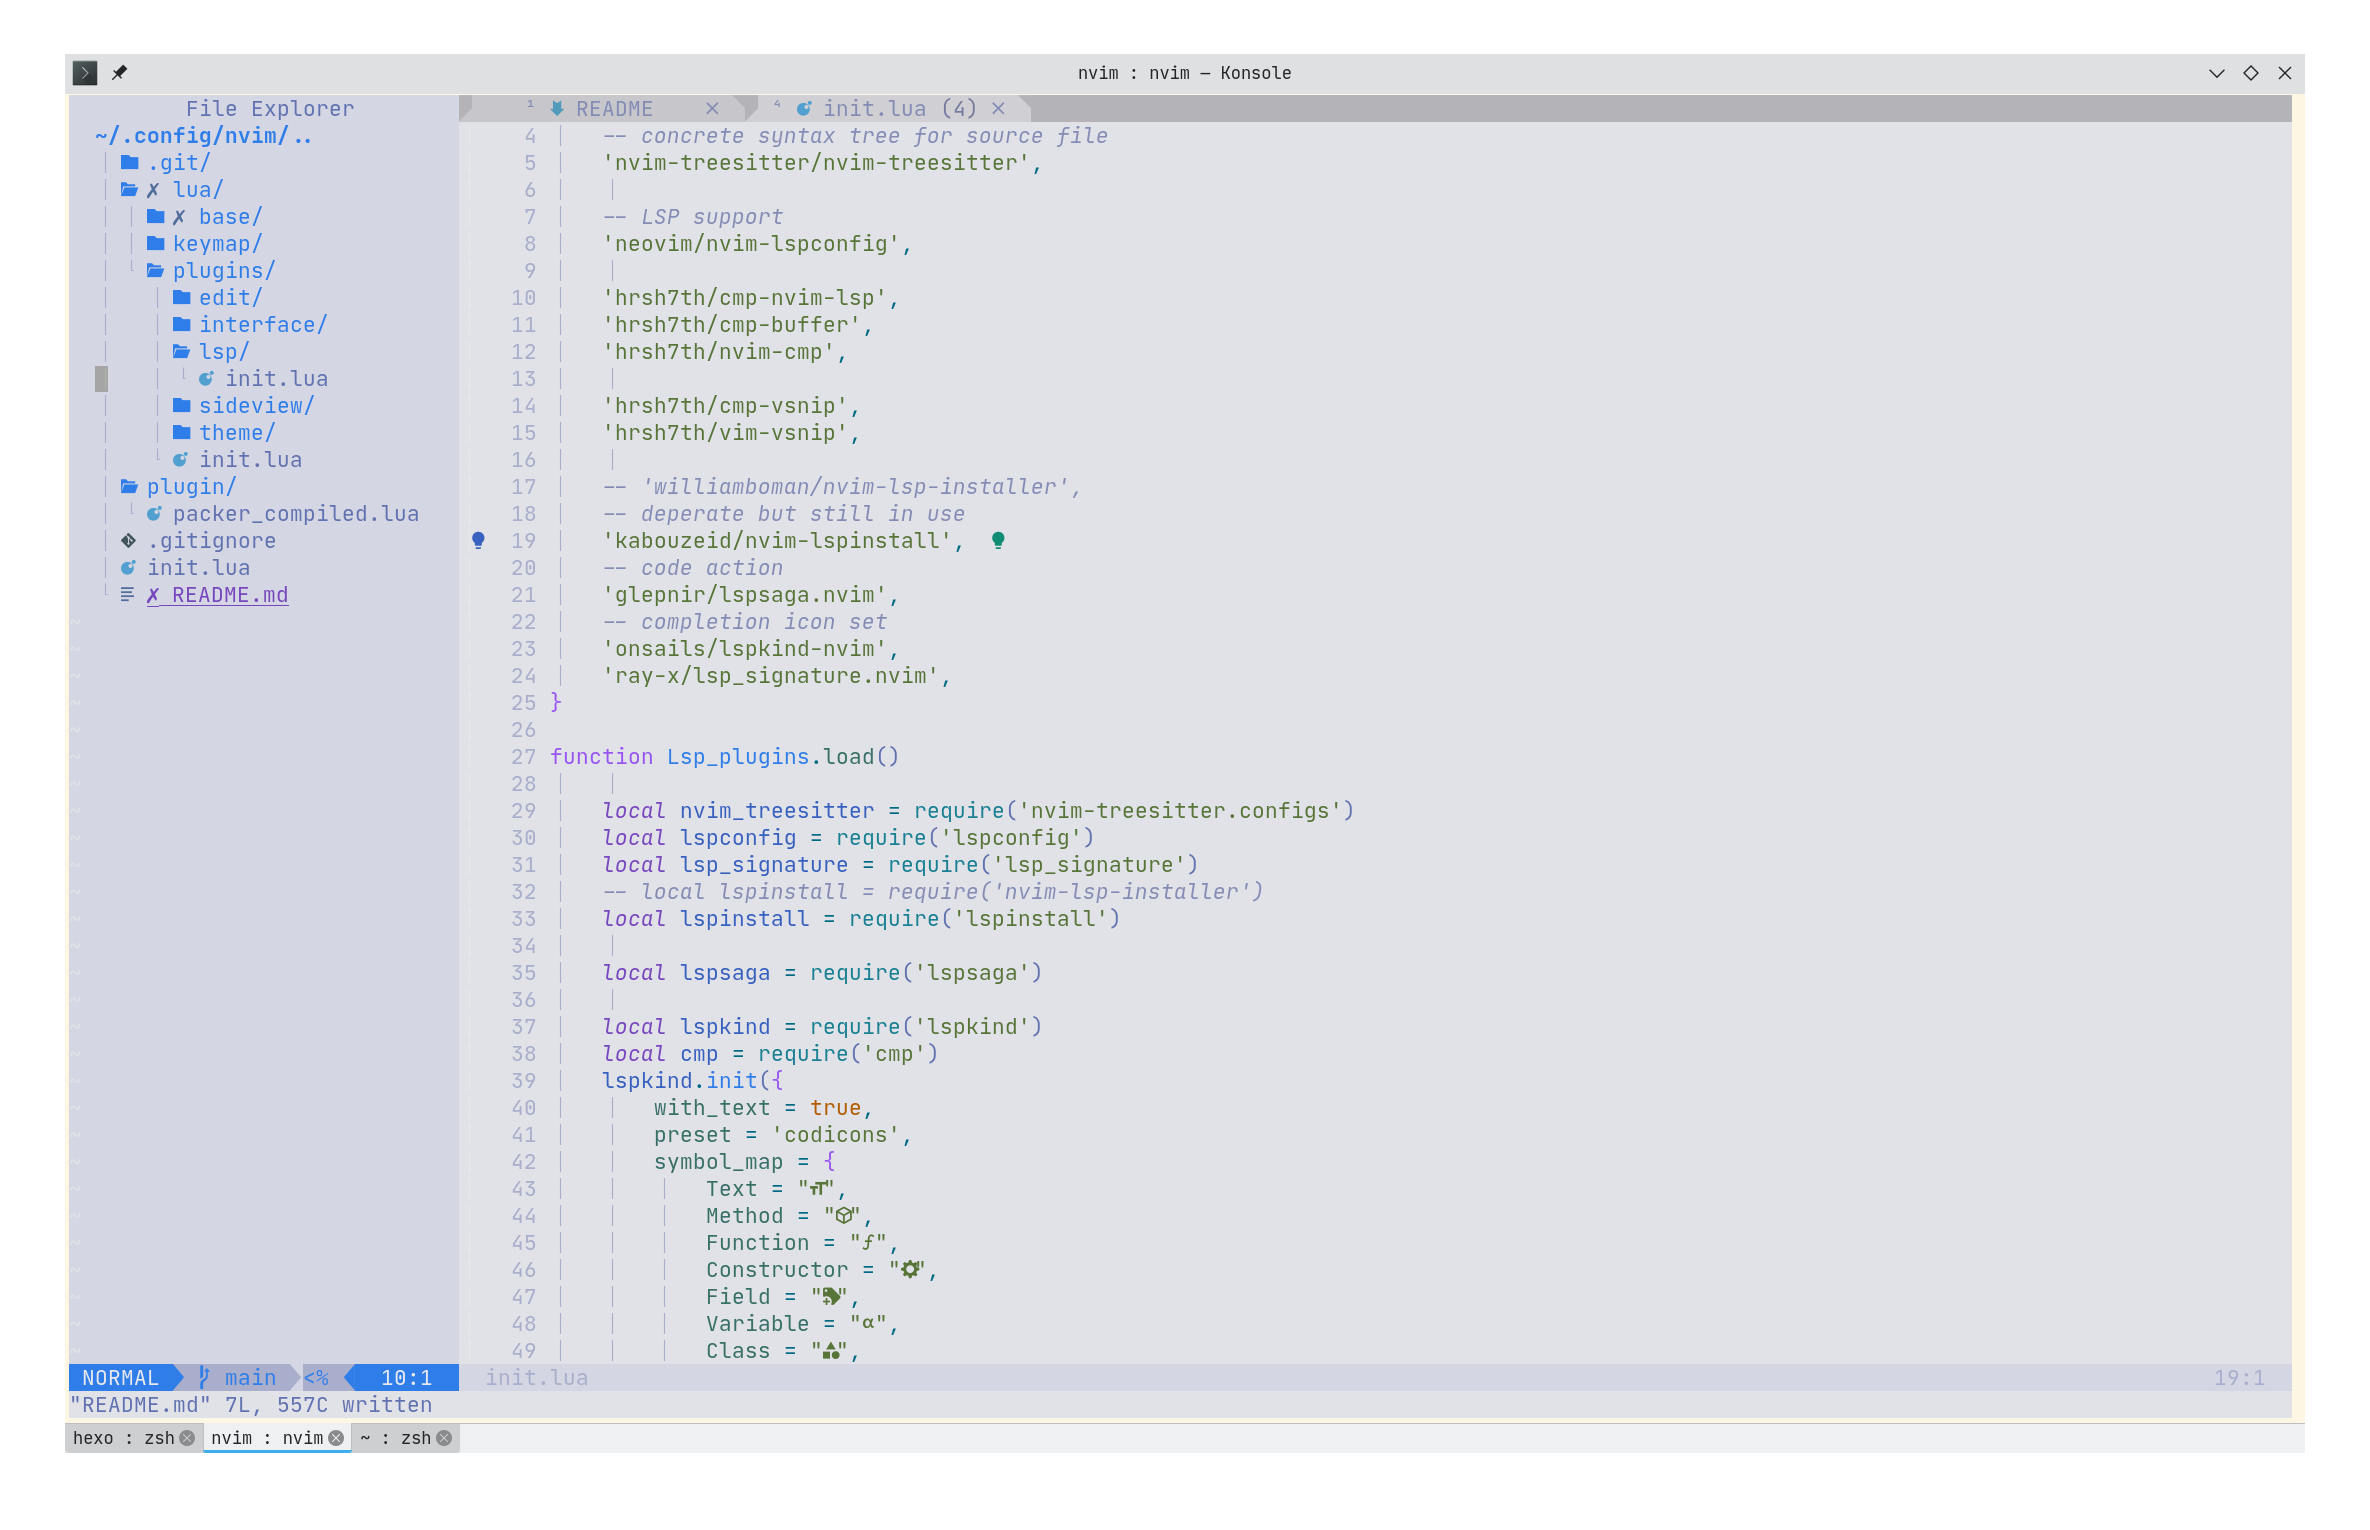 nvim : nvim — Konsole
File Explorer
~/.config/nvim/..
.git/
✗ lua/
✗ base/
keymap/
plugins/
edit/
interface/
lsp/
init.lua
sideview/
theme/
init.lua
plugin/
packer_compiled.lua
.gitignore
init.lua
✗ README.md
1 README ×
4 init.lua (4) ×
4 -- concrete syntax tree for source file
5 'nvim-treesitter/nvim-treesitter',
6
7 -- LSP support
8 'neovim/nvim-lspconfig',
9
10 'hrsh7th/cmp-nvim-lsp',
11 'hrsh7th/cmp-buffer',
12 'hrsh7th/nvim-cmp',
13
14 'hrsh7th/cmp-vsnip',
15 'hrsh7th/vim-vsnip',
16
17 -- 'williamboman/nvim-lsp-installer',
18 -- deperate but still in use
19 'kabouzeid/nvim-lspinstall',
20 -- code action
21 'glepnir/lspsaga.nvim',
22 -- completion icon set
23 'onsails/lspkind-nvim',
24 'ray-x/lsp_signature.nvim',
25 }
26
27 function Lsp_plugins.load()
28
29 local nvim_treesitter = require('nvim-treesitter.configs')
30 local lspconfig = require('lspconfig')
31 local lsp_signature = require('lsp_signature')
32 -- local lspinstall = require('nvim-lsp-installer')
33 local lspinstall = require('lspinstall')
34
35 local lspsaga = require('lspsaga')
36
37 local lspkind = require('lspkind')
38 local cmp = require('cmp')
39 lspkind.init({
40 with_text = true,
41 preset = 'codicons',
42 symbol_map = {
43 Text = "TT",
44 Method = "",
45 Function = "ƒ",
46 Constructor = "",
47 Field = "",
48 Variable = "α",
49 Class = "",
NORMAL main <% 10:1
init.lua 19:1
"README.md" 7L, 557C written
hexo : zsh
nvim : nvim
~ : zsh